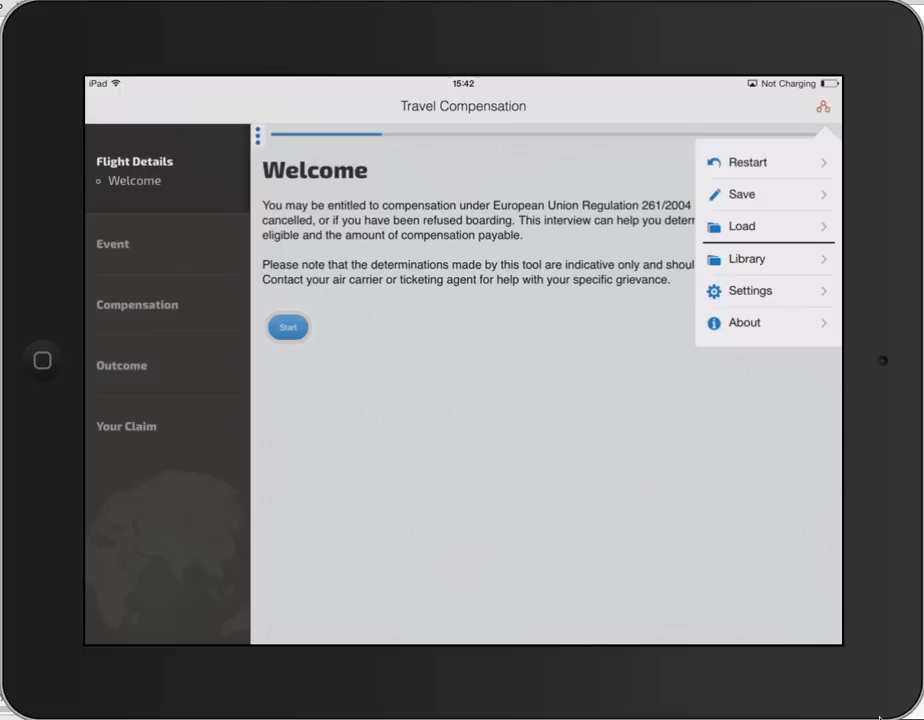 iPad
15:42
Not Charging
Travel Compensation
Flight Details
Welcome
Event
Compensation
Outcome
Your Claim
Welcome
You may be entitled to compensation under European Union Regulation 261/2004
cancelled, or if you have been refused boarding. This interview can help you
eligible and the amount of compensation payable.
Please note that the determinations made by this tool are indicative only and
Contact your air carrier or ticketing agent for help with your specific grievance.
Start
Restart
Save
Load
Library
Settings
About